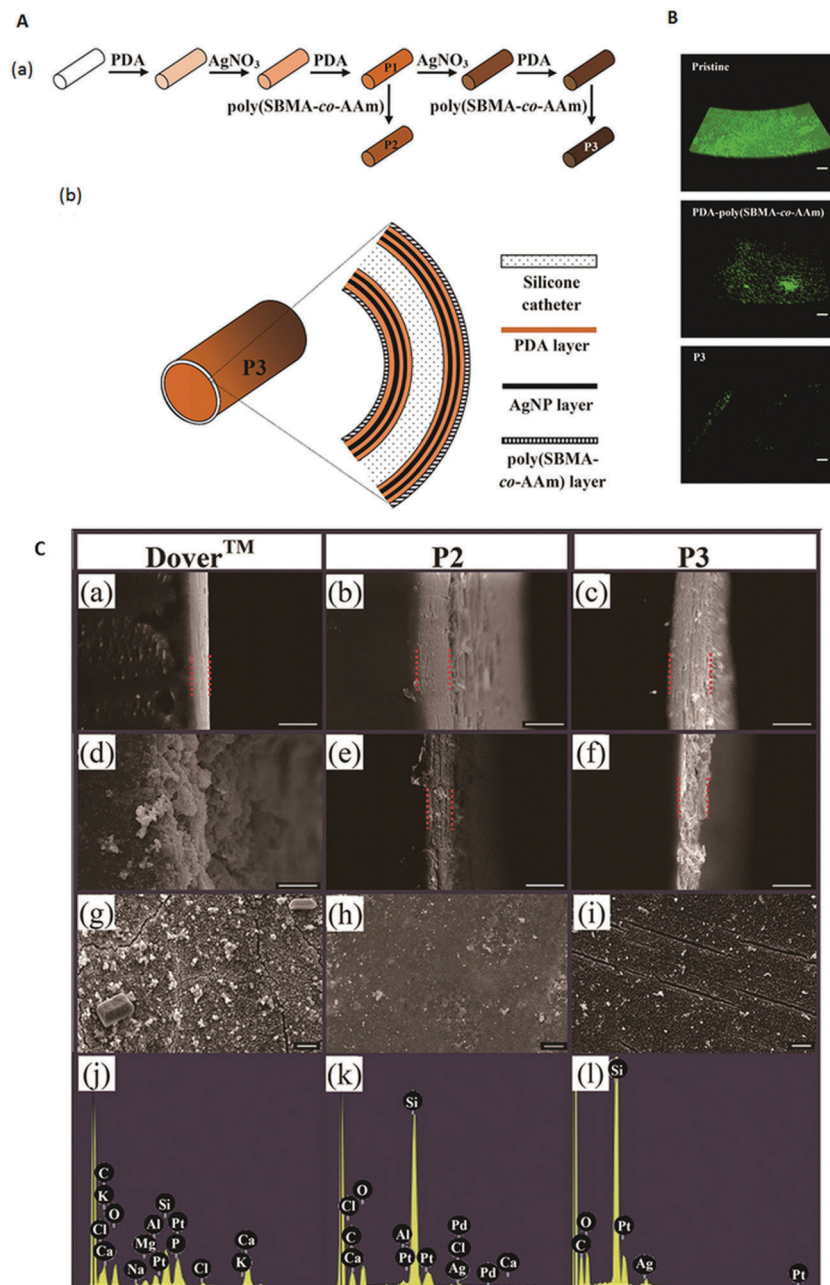 A
B
(a)
PDA AgNO₃ PDA AgNO₃ PDA
P1
poly(SBMA-co-AAm) poly(SBMA-co-AAm)
P2 P3
(b)
P3
Silicone
catheter
PDA layer
AgNP layer
poly(SBMA-
co-AAm) layer
Pristine
PDA-poly(SBMA-co-AAm)
P3
C
Dover™ P2 P3
(a) (b) (c)
(d) (e) (f)
(g) (h) (i)
(j) (k) (l)
C
K
Cl
Ca
O
Na
Mg
Al
Pt
Si
Pt
P
Cl
Ca
K
Cl
C
Ca
O
Al
Pt
Si
Pt
Pd
Cl
Ag
Pd
Ca
C
O
Si
Pt
Ag
Pt